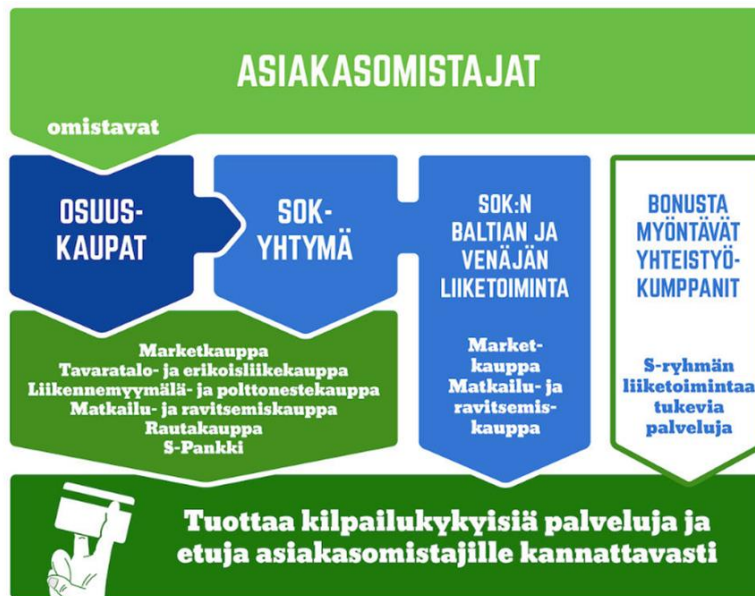 ASIAKASOMISTAJAT
omistavat
OSUUS-
KAUPAT
SOK-
YHTYMÄ
SOK:N
BALTIAN JA
VENÄJÄN
LIIKETOIMINTA
BONUSTA
MYÖNTÄVÄT
YHTEISTYÖ-
KUMPPANIT
Marketkauppa
Tavaratalo- ja erikoisliikekauppa
Liikennemyymälä- ja polttonestekauppa
Matkailu- ja ravitsemiskauppa
Rautakauppa
S-Pankki
Market-
kauppa
Matkailu- ja
ravitsemis-
kauppa
S-ryhmän
liiketoimintaa
tukevia
palveluja
Tuottaa kilpailukykyisiä palveluja ja
etuja asiakasomistajille kannattavasti